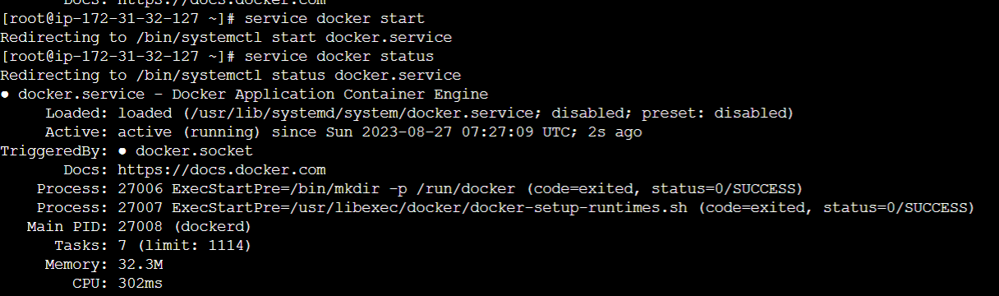 Docs: https://docs.docker.com
[root@ip-172-31-32-127 ~]# service docker start
Redirecting to /bin/systemctl start docker.service
[root@ip-172-31-32-127 ~]# service docker status
Redirecting to /bin/systemctl status docker.service
● docker.service - Docker Application Container Engine
Loaded: loaded (/usr/lib/systemd/system/docker.service; disabled; preset: disabled)
Active: active (running) since Sun 2023-08-27 07:27:09 UTC; 2s ago
TriggeredBy: ● docker.socket
Docs: https://docs.docker.com
Process: 27006 ExecStartPre=/bin/mkdir -p /run/docker (code=exited, status=0/SUCCESS)
Process: 27007 ExecStartPre=/usr/libexec/docker/docker-setup-runtimes.sh (code=exited, status=0/SUCCESS)
Main PID: 27008 (dockerd)
Tasks: 7 (limit: 1114)
Memory: 32.3M
CPU: 302ms